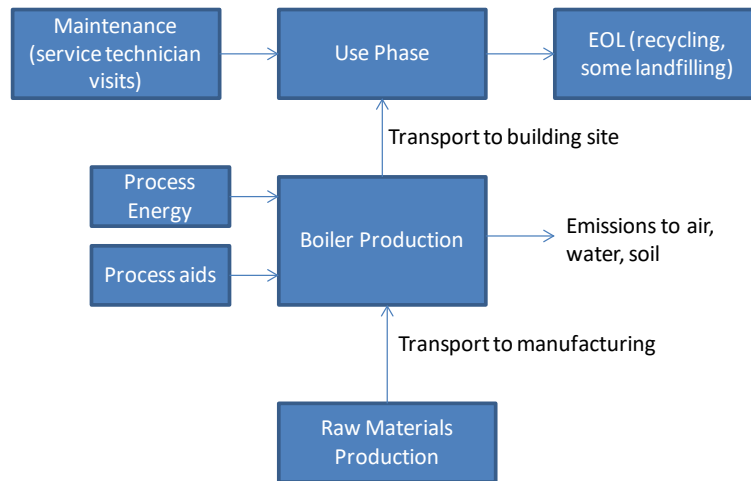 Maintenance
(service technician
visits)
Use Phase
EOL (recycling,
some landfilling)
Transport to building site
Process
Energy
Boiler Production
Emissions to air,
water, soil
Process aids
Transport to manufacturing
Raw Materials
Production